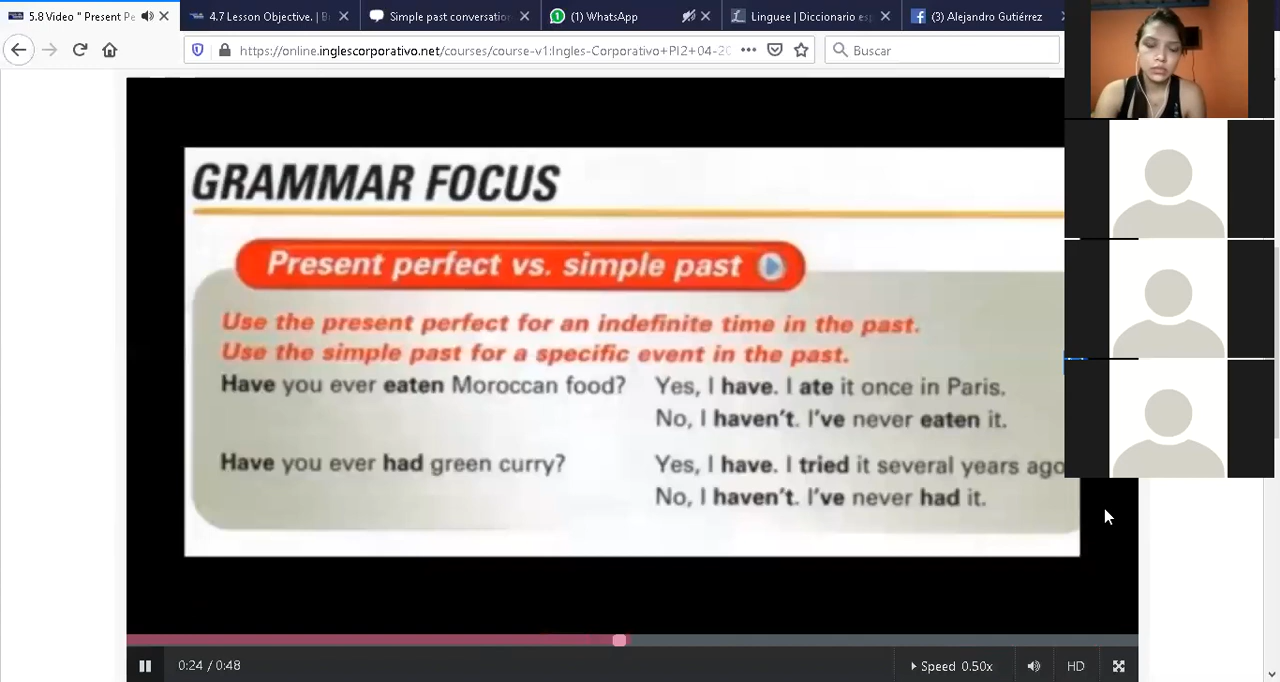 5.8 Video " Present Pe
4.7 Lesson Objective. | B
Simple past conversation
(1) WhatsApp
Linguee | Diccionario es
(3) Alejandro Gutiérrez
https://online.inglescorporativo.net/courses/course-v1:Ingles-Corporativo+PI2+04-20
Buscar
GRAMMAR FOCUS
Present perfect vs. simple past
Use the present perfect for an indefinite time in the past.
Use the simple past for a specific event in the past.
Have you ever eaten Moroccan food? Yes, I have. I ate it once in Paris.
No, I haven't. I've never eaten it.
Have you ever had green curry? Yes, I have. I tried it several years ago
No, I haven't. I've never had it.
0:24 / 0:48
Speed 0.50x
HD